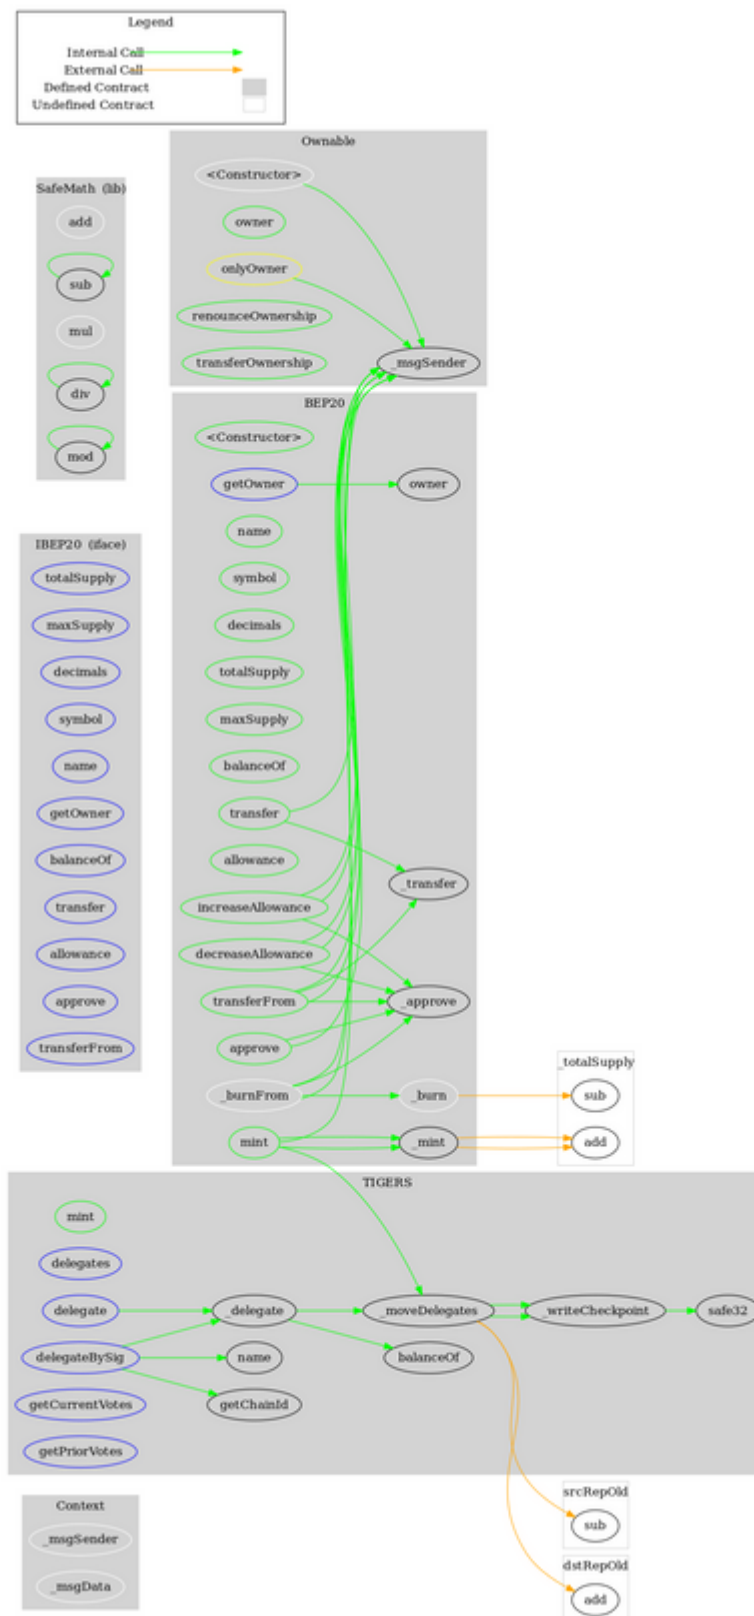 Legend
Internal Call
External Call
Defined Contract
Undefined Contract
Ownable
<Constructor>
owner
onlyOwner
renounceOwnership
transferOwnership
_msgSender
SafeMath (lib)
add
sub
mul
div
mod
BEP20
<Constructor>
getOwner
owner
name
symbol
decimals
totalSupply
maxSupply
balanceOf
transfer
allowance
_transfer
increaseAllowance
decreaseAllowance
transferFrom
_approve
approve
_burnFrom
_burn
mint
_mint
IBEP20 (iface)
totalSupply
maxSupply
decimals
symbol
name
getOwner
balanceOf
transfer
allowance
approve
transferFrom
_totalSupply
sub
add
TIGERS
mint
delegates
delegate
_delegate
_moveDelegates
_writeCheckpoint
safe32
delegateBySig
name
balanceOf
getCurrentVotes
getChainId
getPriorVotes
Context
_msgSender
_msgData
srcRepOld
sub
dstRepOld
add